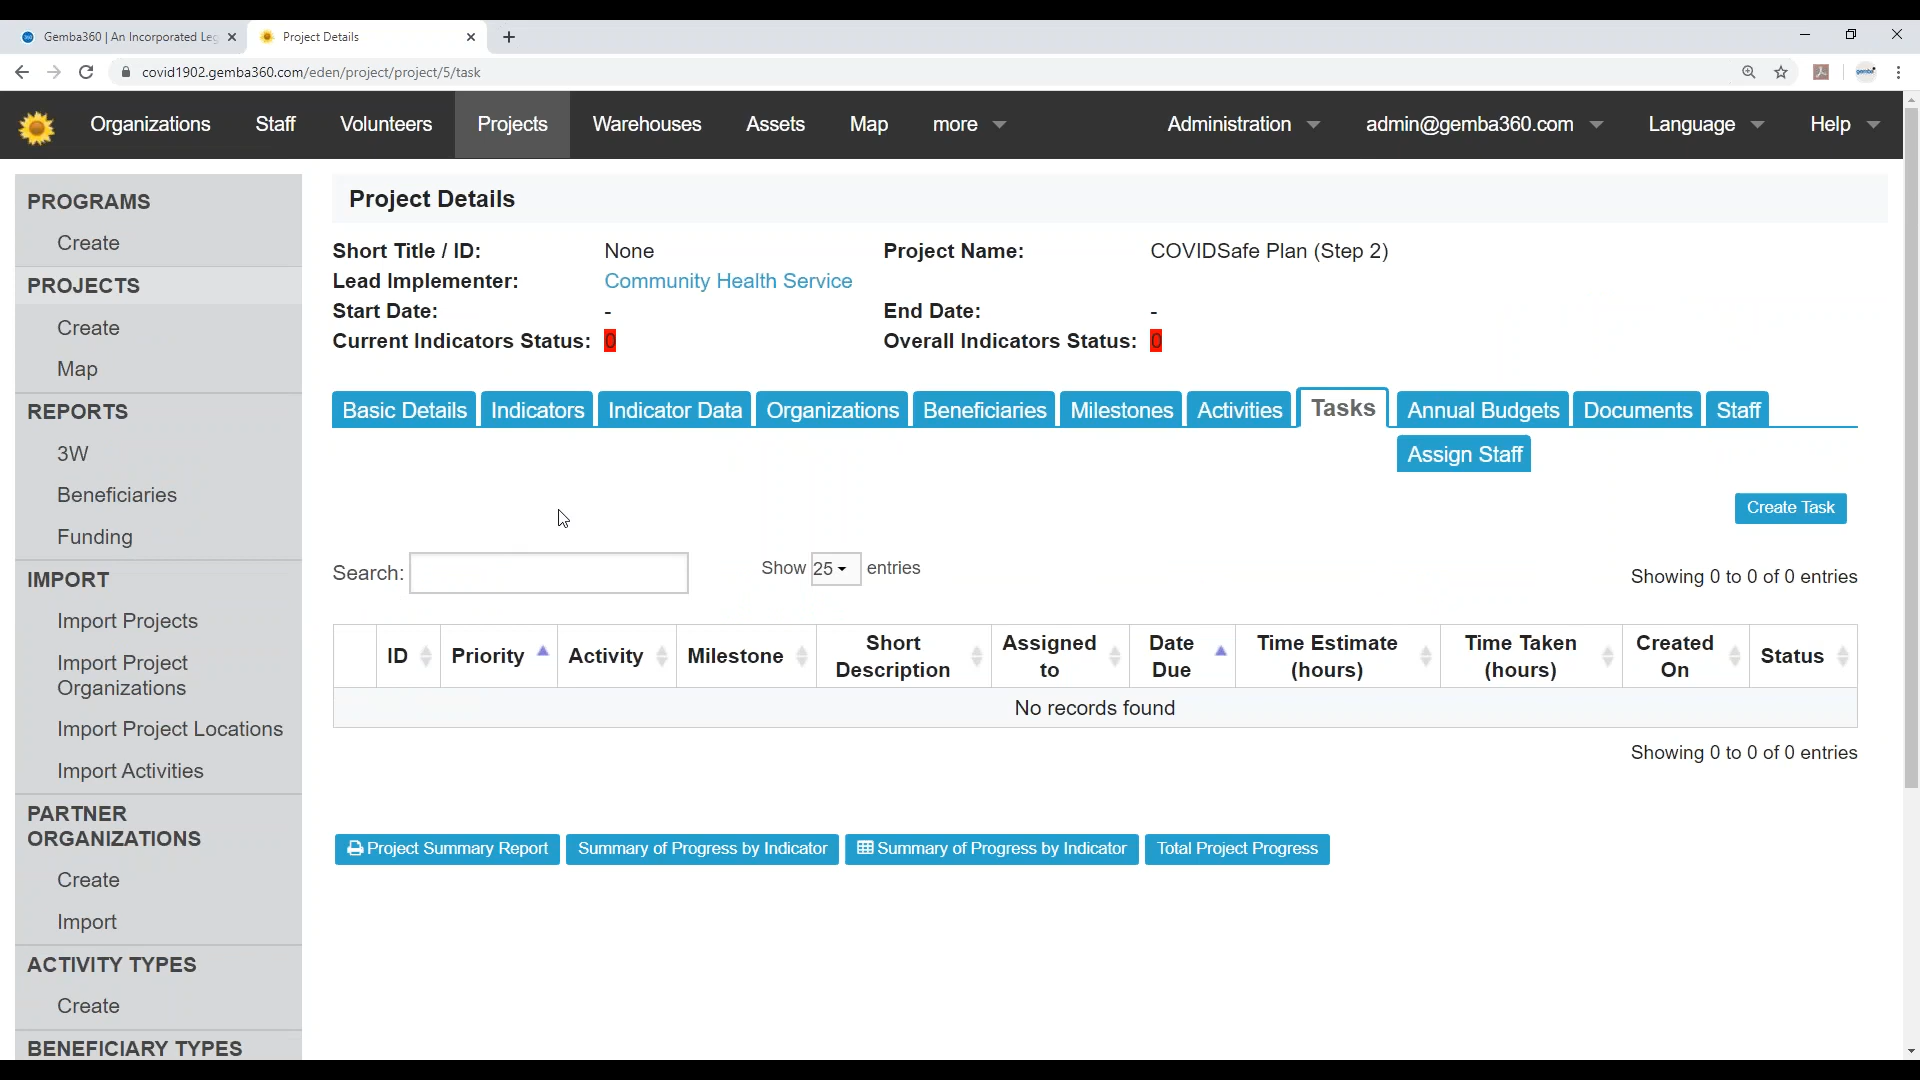 Gemba360 | An Incorporated Leg
Project Details
covid1902.gemba360.com/eden/project/project/5/task
Organizations Staff Volunteers Projects Warehouses Assets Map more Administration admin@gemba360.com Language Help
PROGRAMS
Create
PROJECTS
Create
Map
REPORTS
3W
Beneficiaries
Funding
IMPORT
Import Projects
Import Project
Organizations
Import Project Locations
Import Activities
PARTNER
ORGANIZATIONS
Create
Import
ACTIVITY TYPES
Create
BENEFICIARY TYPES
Project Details
Short Title / ID: None Project Name: COVIDSafe Plan (Step 2)
Lead Implementer: Community Health Service
Start Date: - End Date: -
Current Indicators Status: 0 Overall Indicators Status: 0
Basic Details Indicators Indicator Data Organizations Beneficiaries Milestones Activities Tasks Annual Budgets Documents Staff
Assign Staff
Create Task
Search: Show 25 entries Showing 0 to 0 of 0 entries
ID Priority Activity Milestone Short Description Assigned to Date Due Time Estimate (hours) Time Taken (hours) Created On Status
No records found
Showing 0 to 0 of 0 entries
Project Summary Report Summary of Progress by Indicator Summary of Progress by Indicator Total Project Progress